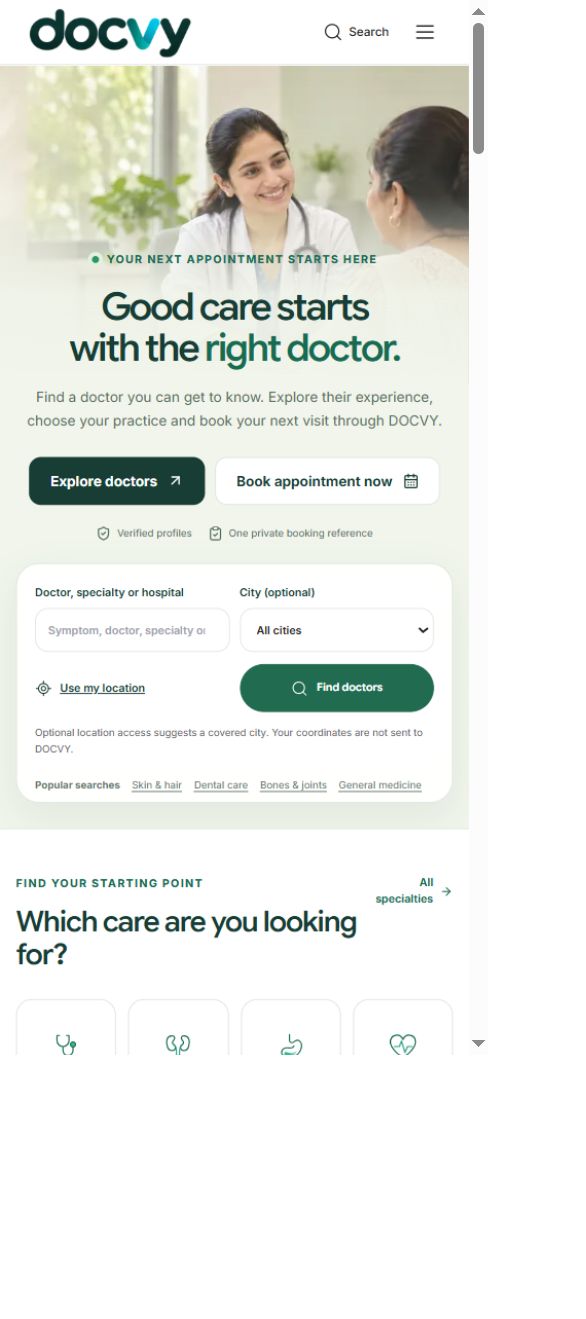 docvy
Search
YOUR NEXT APPOINTMENT STARTS HERE
Good care starts
with the right doctor.
Find a doctor you can get to know. Explore their experience,
choose your practice and book your next visit through DOCVY.
Explore doctors
Book appointment now
Verified profiles
One private booking reference
Doctor, specialty or hospital
City (optional)
Symptom, doctor, specialty o
All cities
Use my location
Find doctors
Optional location access suggests a covered city. Your coordinates are not sent to
DOCVY.
Popular searches Skin & hair Dental care Bones & joints General medicine
FIND YOUR STARTING POINT
All
specialties
Which care are you looking
for?